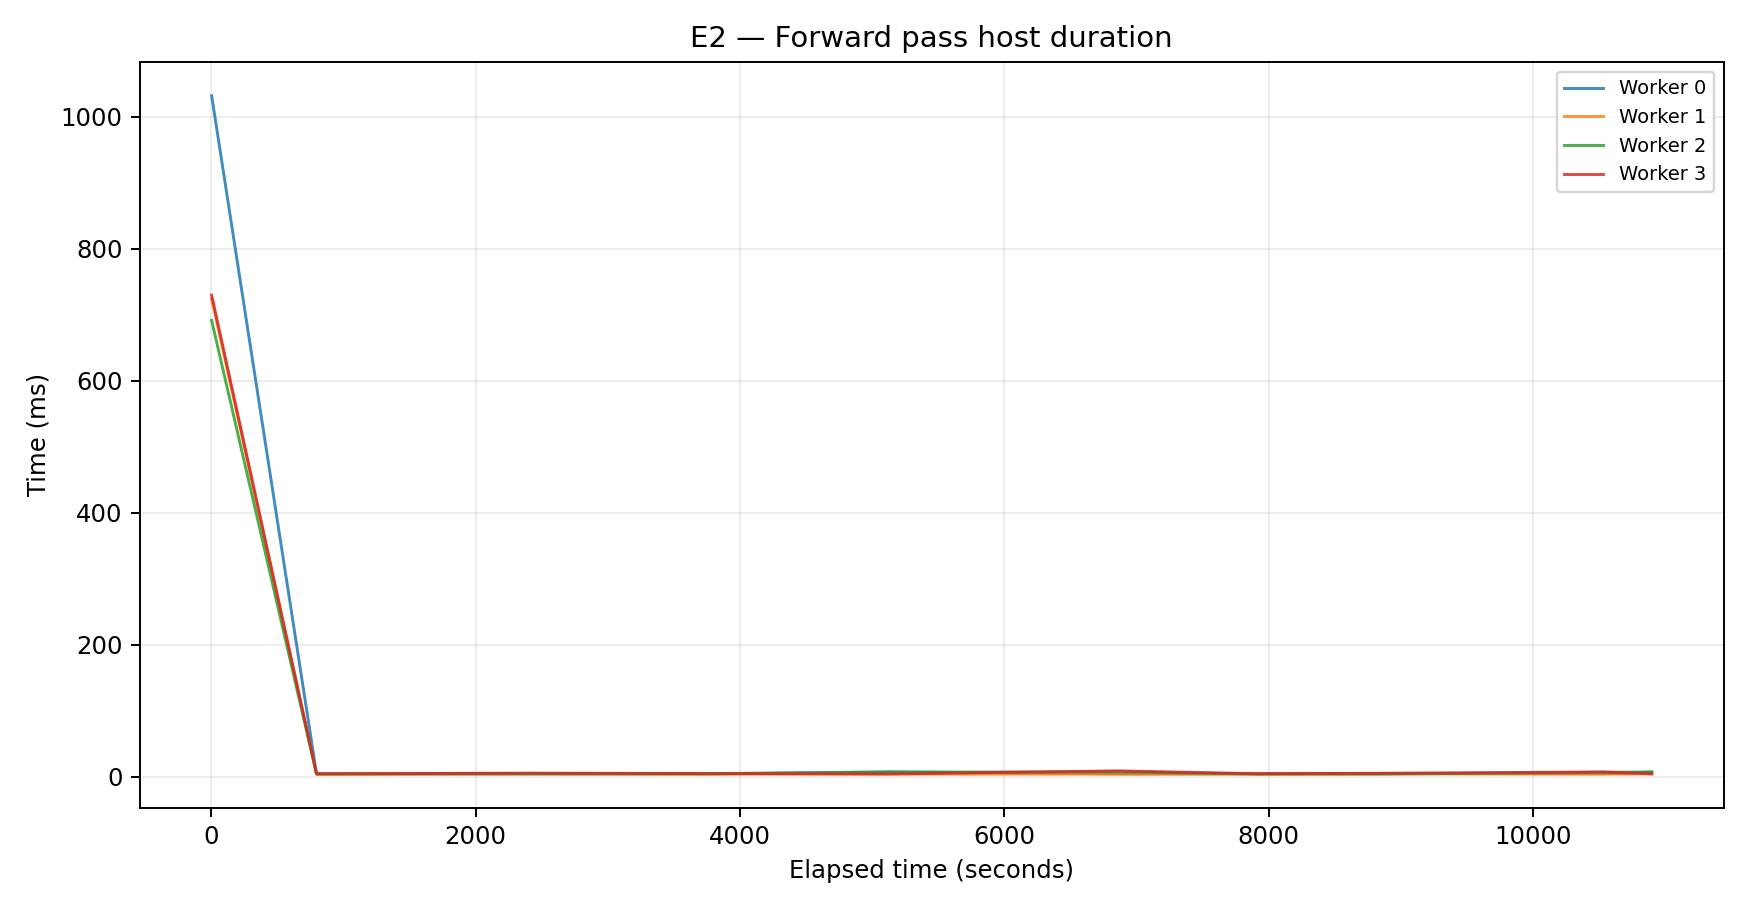 E2 — Forward pass host duration
Time (ms)
1000
800
600
400
200
0
0
2000
4000
6000
8000
10000
Elapsed time (seconds)
Worker 0
Worker 1
Worker 2
Worker 3